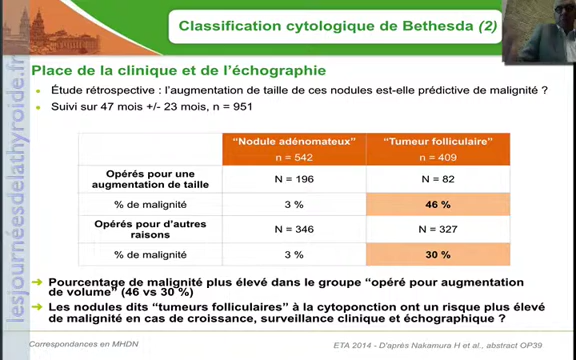 Classification cytologique de Bethesda (2)
Place de la clinique et de l'échographie
Étude rétrospective : l'augmentation de taille de ces nodules est-elle prédictive de malignité ?
Suivi sur 47 mois +/- 23 mois, n = 951
"Nodule adénomateux" "Tumeur folliculaire"
n = 542 n = 409
Opérés pour une
augmentation de taille N = 196 N = 82
% de malignité 3 % 46 %
Opérés pour d'autres
raisons N = 346 N = 327
% de malignité 3 % 30 %
➔ Pourcentage de malignité plus élevé dans le groupe "opéré pour augmentation
de volume" (46 vs 30 %)
➔ Les nodules dits "tumeurs folliculaires" à la cytoponction ont un risque plus élevé
de malignité en cas de croissance, surveillance clinique et échographique ?
Correspondances en MHDN
ETA 2014 - D'après Nakamura H et al., abstract OP39
lesjournéesdelathyroide.fr